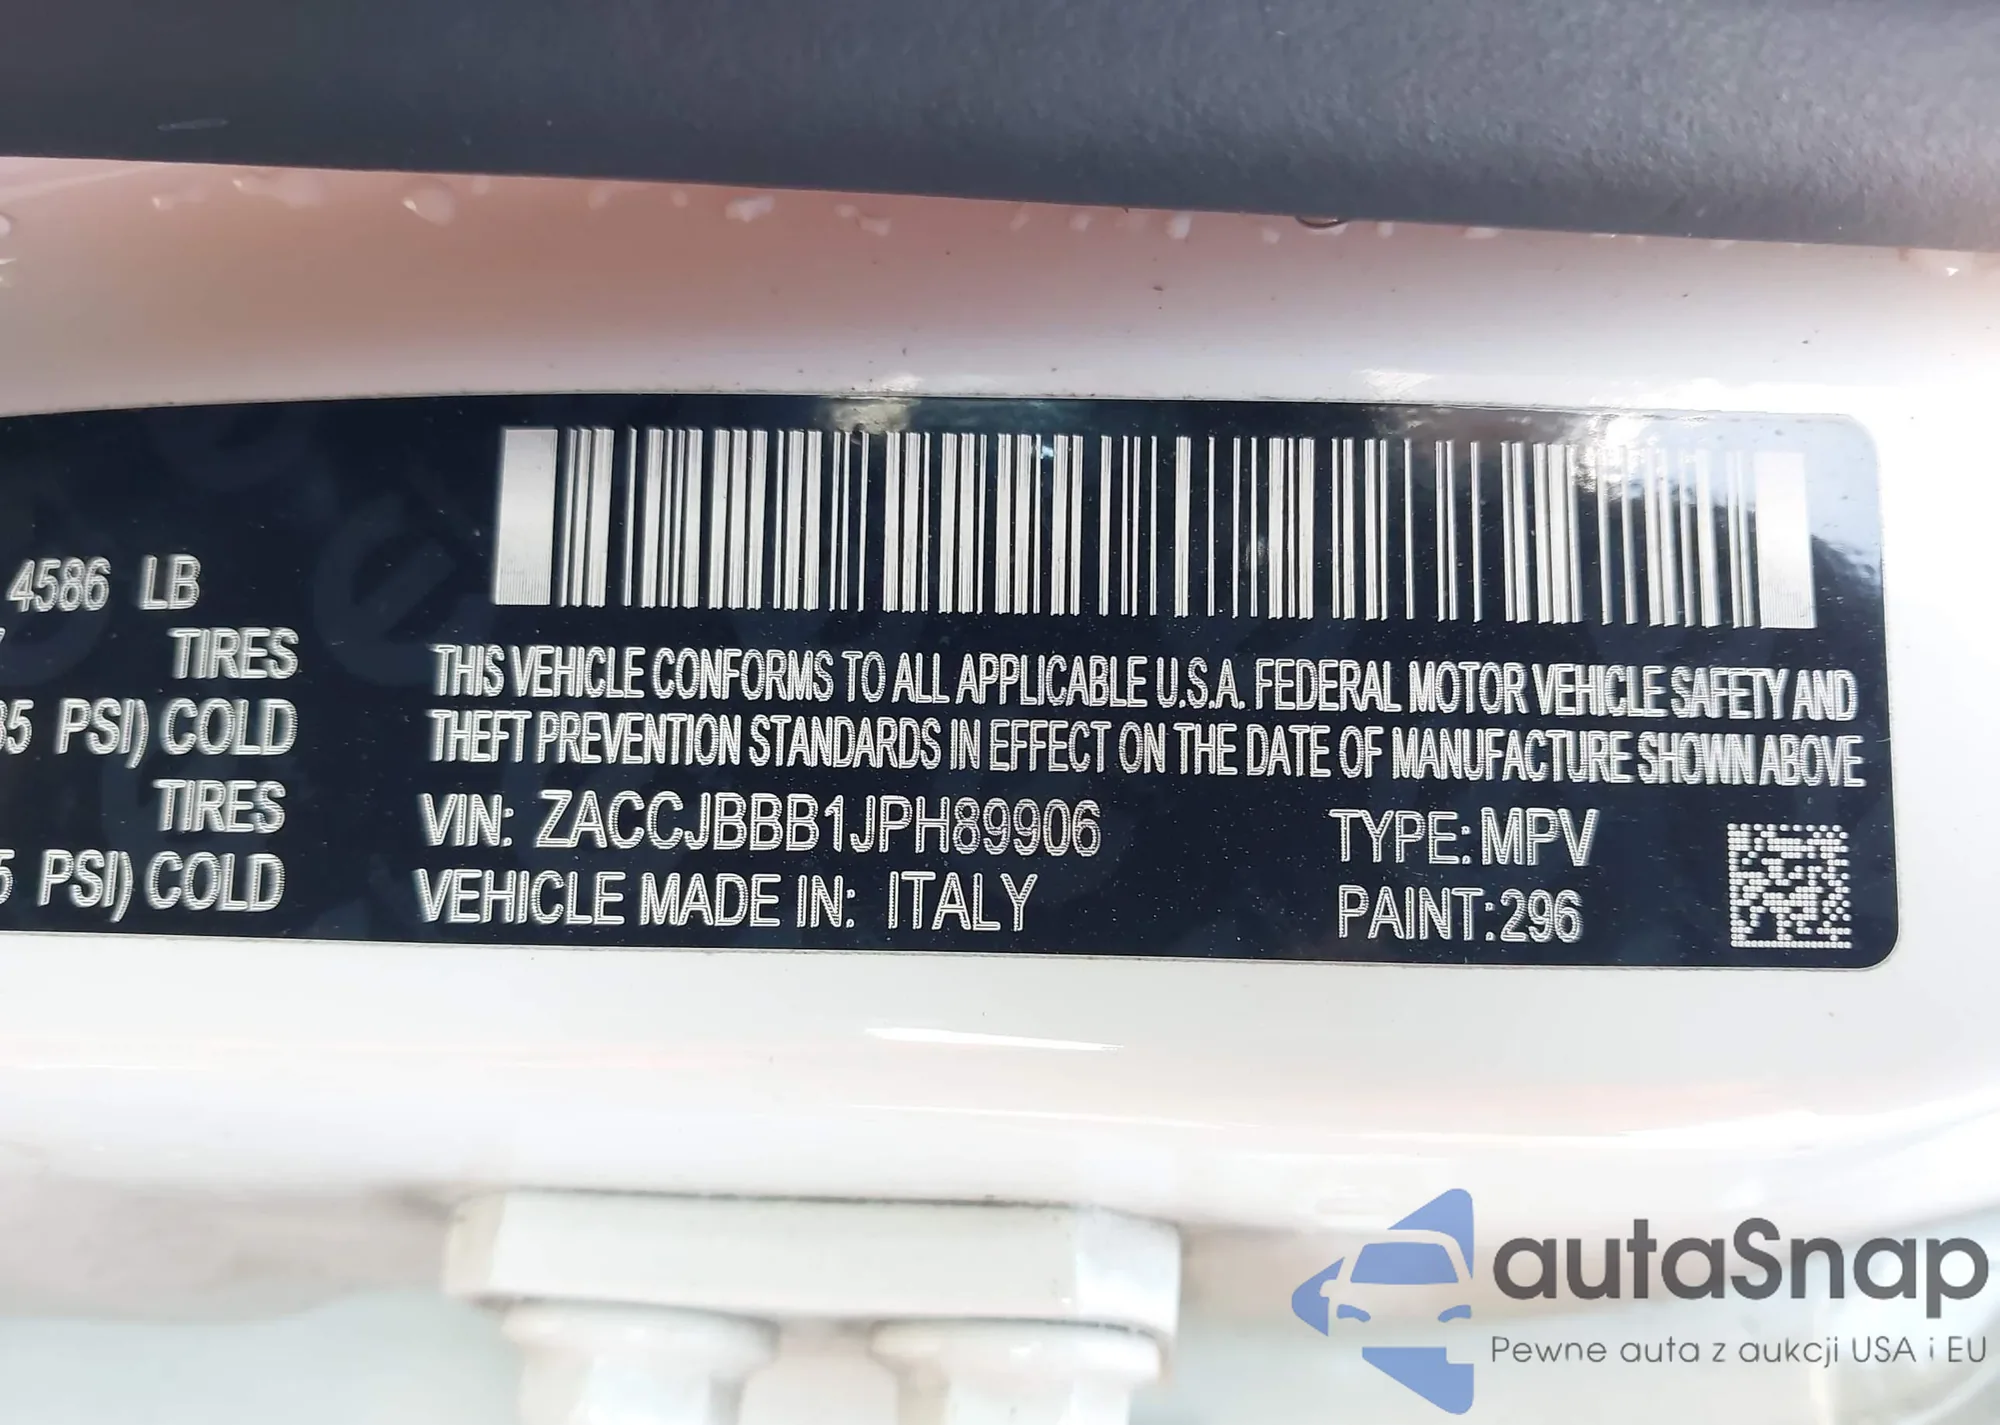 4586 LB
TIRES
35 PSI) COLD
TIRES
5 PSI) COLD
THIS VEHICLE CONFORMS TO ALL APPLICABLE U.S.A. FEDERAL MOTOR VEHICLE SAFETY AND
THEFT PREVENTION STANDARDS IN EFFECT ON THE DATE OF MANUFACTURE SHOWN ABOVE
VIN: ZACCJBBB1JPH89906 TYPE: MPV
VEHICLE MADE IN: ITALY PAINT: 296
autaSnap
Pewne auta z aukcji USA i EU